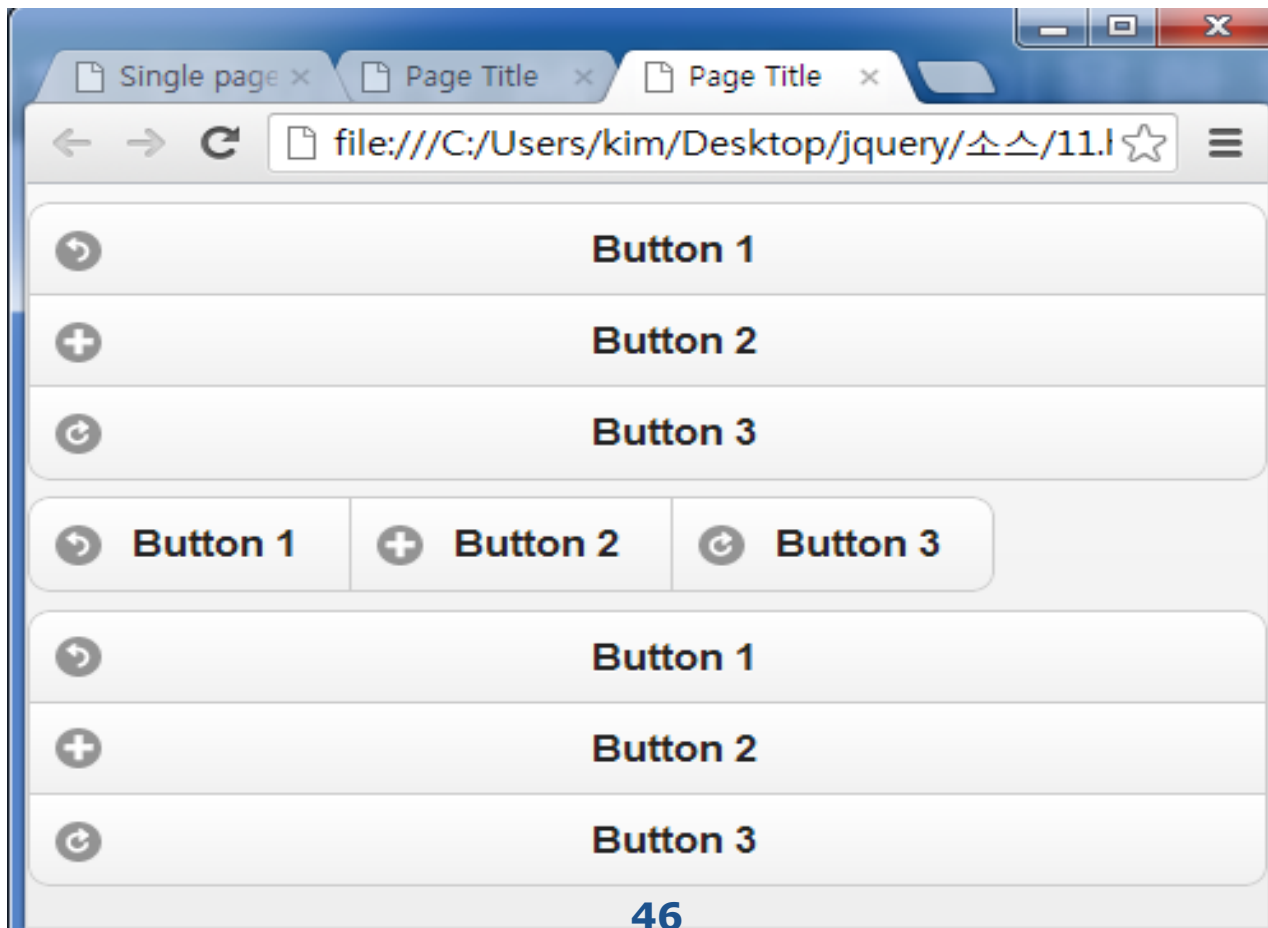 Single page Page Title Page Title
file:///C:/Users/kim/Desktop/jquery/소스/11.
Button 1
Button 2
Button 3
Button 1 Button 2 Button 3
Button 1
Button 2
Button 3
46